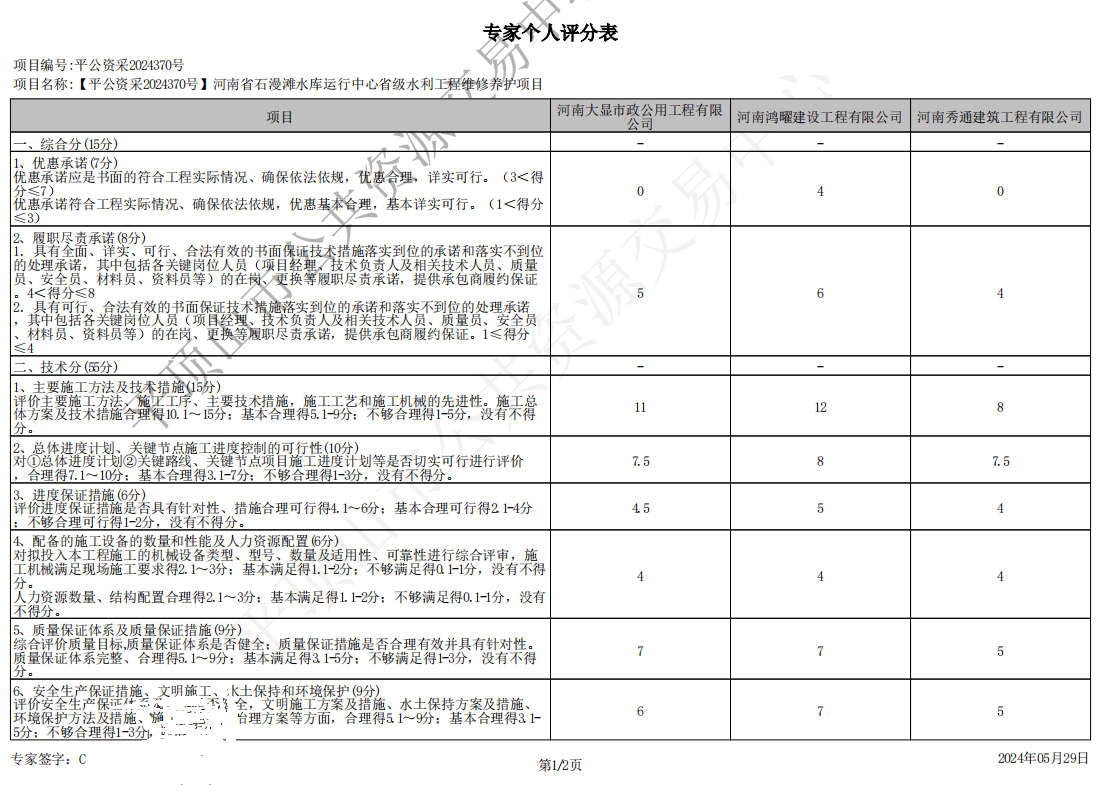 专家个人评分表
项目编号:平公资采2024370号
项目名称:【平公资采2024370号】河南省石漫滩水库运行中心省级水利工程维修养护项目
项目
河南大显市政公用工程有限
公司
河南鸿曜建设工程有限公司
河南秀通建筑工程有限公司
一、综合分(15分)
-
-
-
1、优惠承诺(7分)
优惠承诺应是书面的符合工程实际情况、确保依法依规，优惠合理，详实可行。（3＜得
分≤7）
优惠承诺符合工程实际情况、确保依法依规，优惠基本合理，基本详实可行。（1＜得分
≤3）
0
4
0
2、履职尽责承诺(8分)
1．具有全面、详实、可行、合法有效的书面保证技术措施落实到位的承诺和落实不到位
的处理承诺，其中包括各关键岗位人员（项目经理、技术负责人及相关技术人员、质量
员、安全员、材料员、资料员等）的在岗、更换等履职尽责承诺，提供承包商履约保证
。4＜得分≤8
2．具有可行、合法有效的书面保证技术措施落实到位的承诺和落实不到位的处理承诺
，其中包括各关键岗位人员（项目经理、技术负责人及相关技术人员、质量员、安全员
、材料员、资料员等）的在岗、更换等履职尽责承诺，提供承包商履约保证。1≤得分
≤4
5
6
4
二、技术分(55分)
-
-
-
1、主要施工方法及技术措施(15分)
评价主要施工方法、施工工序、主要技术措施，施工工艺和施工机械的先进性。施工总
体方案及技术措施合理得10.1～15分；基本合理得5.1-9分；不够合理得1-5分，没有不得
分。
11
12
8
2、总体进度计划、关键节点施工进度控制的可行性(10分)
对①总体进度计划②关键路线、关键节点项目施工进度计划等是否切实可行进行评价
，合理得7.1～10分；基本合理得3.1-7分；不够合理得1-3分，没有不得分。
7.5
8
7.5
3、进度保证措施(6分)
评价进度保证措施是否具有针对性、措施合理可行得4.1～6分；基本合理可行得2.1-4分
；不够合理可行得1-2分，没有不得分。
4.5
5
4
4、配备的施工设备的数量和性能及人力资源配置(6分)
对拟投入本工程施工的机械设备类型、型号、数量及适用性、可靠性进行综合评审，施
工机械满足现场施工要求得2.1～3分；基本满足得1.1-2分；不够满足得0.1-1分，没有不得
分。
人力资源数量、结构配置合理得2.1～3分；基本满足得1.1-2分；不够满足得0.1-1分，没有
不得分。
4
4
4
5、质量保证体系及质量保证措施(9分)
综合评价质量目标,质量保证体系是否健全；质量保证措施是否合理有效并具有针对性。
质量保证体系完整、合理得5.1～9分；基本满足得3.1-5分；不够满足得1-3分，没有不得
分。
7
7
5
6、安全生产保证措施、文明施工、水土保持和环境保护(9分)
评价安全生产保证体系 全，文明施工方案及措施、水土保持方案及措施、
环境保护方法及措施、施 治理方案等方面，合理得5.1～9分；基本合理得3.1-
5分；不够合理得1-3分，
6
7
5
专家签字：C
第1/2页
2024年05月29日
平顶山市公共资源交易中
平顶山市公共资源交易中心